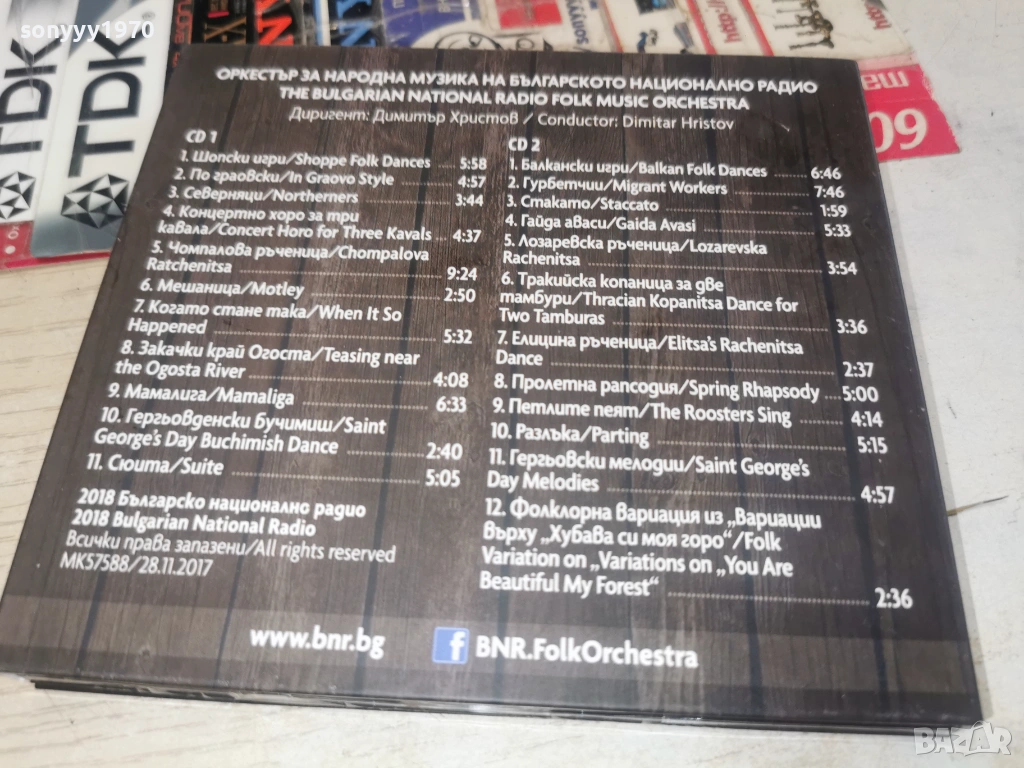 sonyyy1970
TDK
TDK
09
ОРКЕСТЪР ЗА НАРОДНА МУЗИКА НА БЪЛГАРСКОТО НАЦИОНАЛНО РАДИО
THE BULGARIAN NATIONAL RADIO FOLK MUSIC ORCHESTRA
Диригент: Димитър Христов / Conductor: Dimitar Hristov
CD 1
1. Шопски игри/Shoppe Folk Dances 5:58
2. По граовски/In Graovo Style 4:57
3. Северняци/Northerners 3:44
4. Концертно хоро за три
кавала/Concert Horo for Three Kavals 4:37
5. Чомпалова ръченица/Chompalova
Ratchenitsa 9:24
6. Мешаница/Motley 2:50
7. Когато стане така/When It So
Happened 5:32
8. Закачки край Огоста/Teasing near
the Ogosta River 4:08
9. Мамалига/Mamaliga 6:33
10. Гергьовденски Бучимиш/Saint
George's Day Buchimish Dance 2:40
11. Сюита/Suite 5:05
2018 Българско национално радио
2018 Bulgarian National Radio
Всички права запазени/All rights reserved
MK57588/28.11.2017
CD 2
1. Балкански игри/Balkan Folk Dances 6:46
2. Гурбетчии/Migrant Workers 7:46
3. Стакато/Staccato 1:59
4. Гайда аваси/Gaida Avasi 5:33
5. Лозаревска ръченица/Lozarevska
Rachenitsa 3:54
6. Тракийска копаница за две
тамбури/Thracian Kopanitsa Dance for
Two Tamburas 3:36
7. Елицина ръченица/Elitsa's Rachenitsa
Dance 2:37
8. Пролетна рапсодия/Spring Rhapsody 5:00
9. Петлите пеят/The Roosters Sing 4:14
10. Разлъка/Parting 5:15
11. Гергьовски мелодии/Saint George's
Day Melodies 4:57
12. Фолклорна вариация из „Вариации
върху „Хубава си моя горо“/Folk
Variation on „Variations on „You Are
Beautiful My Forest“ 2:36
www.bnr.bg
f BNR.FolkOrchestra
BAZAR